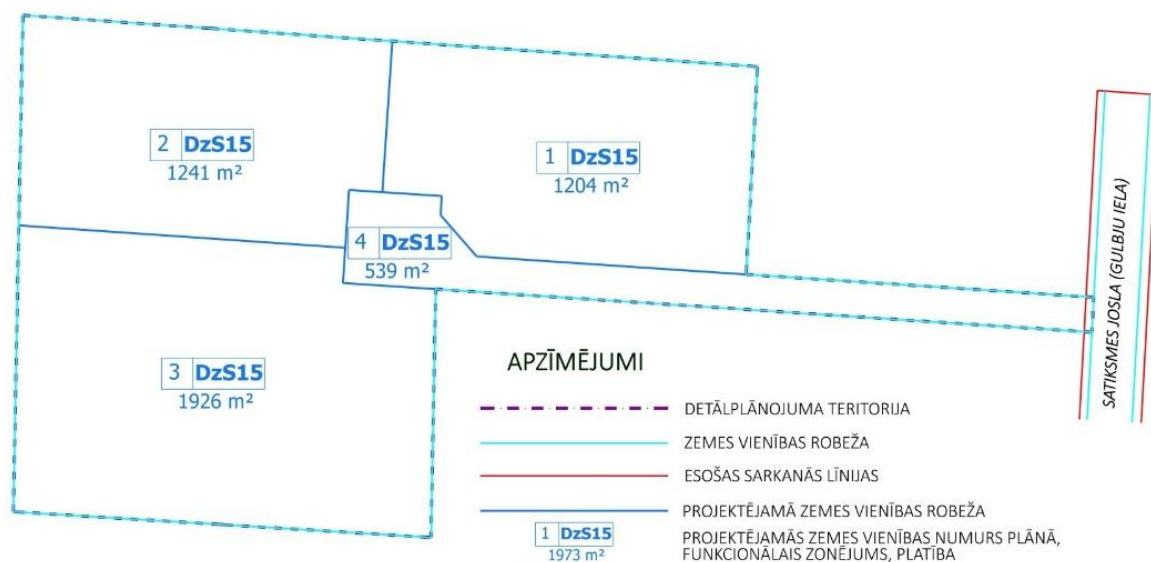 2 DzS15
1241 m²
1 DzS15
1204 m²
4 DzS15
539 m²
3 DzS15
1926 m²
SATIKSMES JOSLA (GULBJU IELA)
APZĪMĒJUMI
DETĀLPLĀNOJUMA TERITORIJA
ZEMES VIENĪBAS ROBEŽA
ESOŠAS SARKANĀS LĪNIJAS
PROJEKTĒJAMĀ ZEMES VIENĪBAS ROBEŽA
1 DzS15
1973 m²
PROJEKTĒJAMĀS ZEMES VIENĪBAS NUMURS PLĀNĀ,
FUNKCIONĀLAIS ZONĒJUMS, PLATĪBA